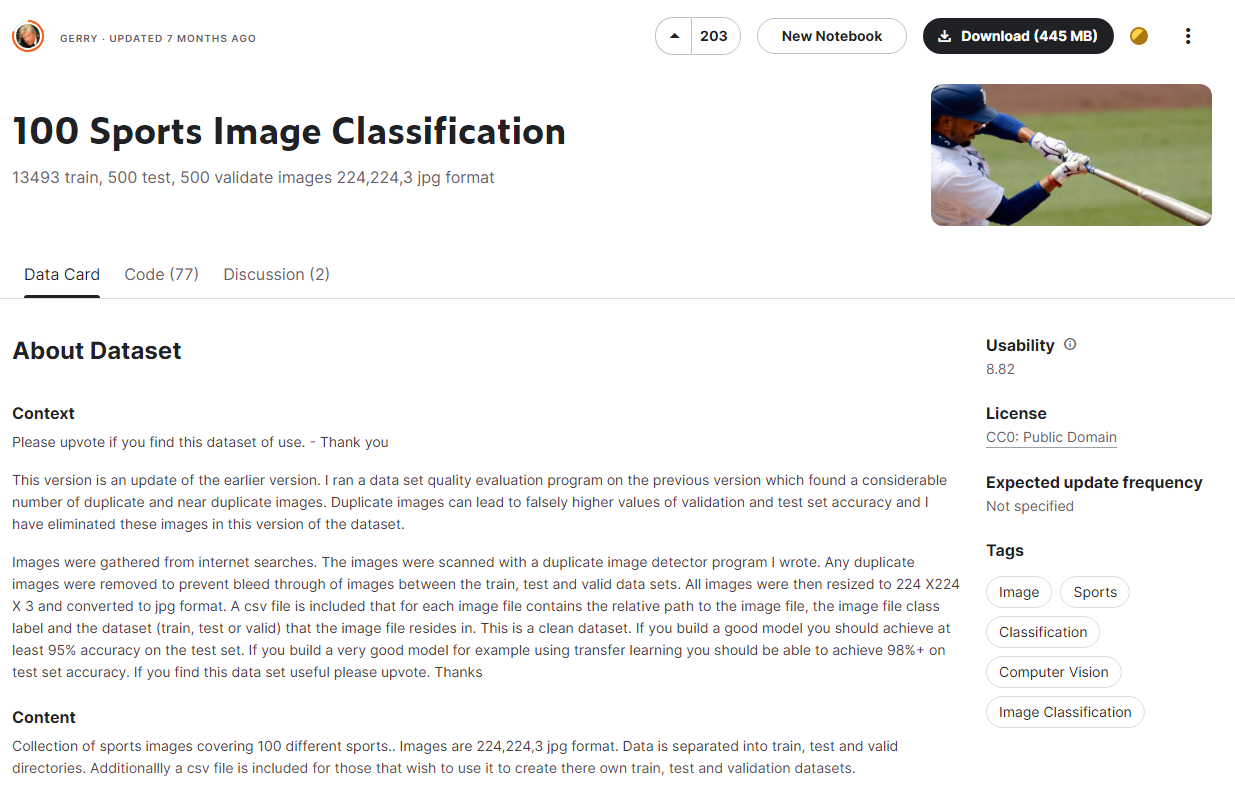 GERRY · UPDATED 7 MONTHS AGO
203
New Notebook
Download (445 MB)
100 Sports Image Classification
13493 train, 500 test, 500 validate images 224,224,3 jpg format
Data Card
Code (77)
Discussion (2)
About Dataset
Context
Please upvote if you find this dataset of use. - Thank you
This version is an update of the earlier version. I ran a data set quality evaluation program on the previous version which found a considerable
number of duplicate and near duplicate images. Duplicate images can lead to falsely higher values of validation and test set accuracy and I
have eliminated these images in this version of the dataset.
Images were gathered from internet searches. The images were scanned with a duplicate image detector program I wrote. Any duplicate
images were removed to prevent bleed through of images between the train, test and valid data sets. All images were then resized to 224 X224
X 3 and converted to jpg format. A csv file is included that for each image file contains the relative path to the image file, the image file class
label and the dataset (train, test or valid) that the image file resides in. This is a clean dataset. If you build a good model you should achieve at
least 95% accuracy on the test set. If you build a very good model for example using transfer learning you should be able to achieve 98%+ on
test set accuracy. If you find this data set useful please upvote. Thanks
Content
Collection of sports images covering 100 different sports.. Images are 224,224,3 jpg format. Data is separated into train, test and valid
directories. Additionallly a csv file is included for those that wish to use it to create there own train, test and validation datasets.
Usability
8.82
License
CC0: Public Domain
Expected update frequency
Not specified
Tags
Image
Sports
Classification
Computer Vision
Image Classification